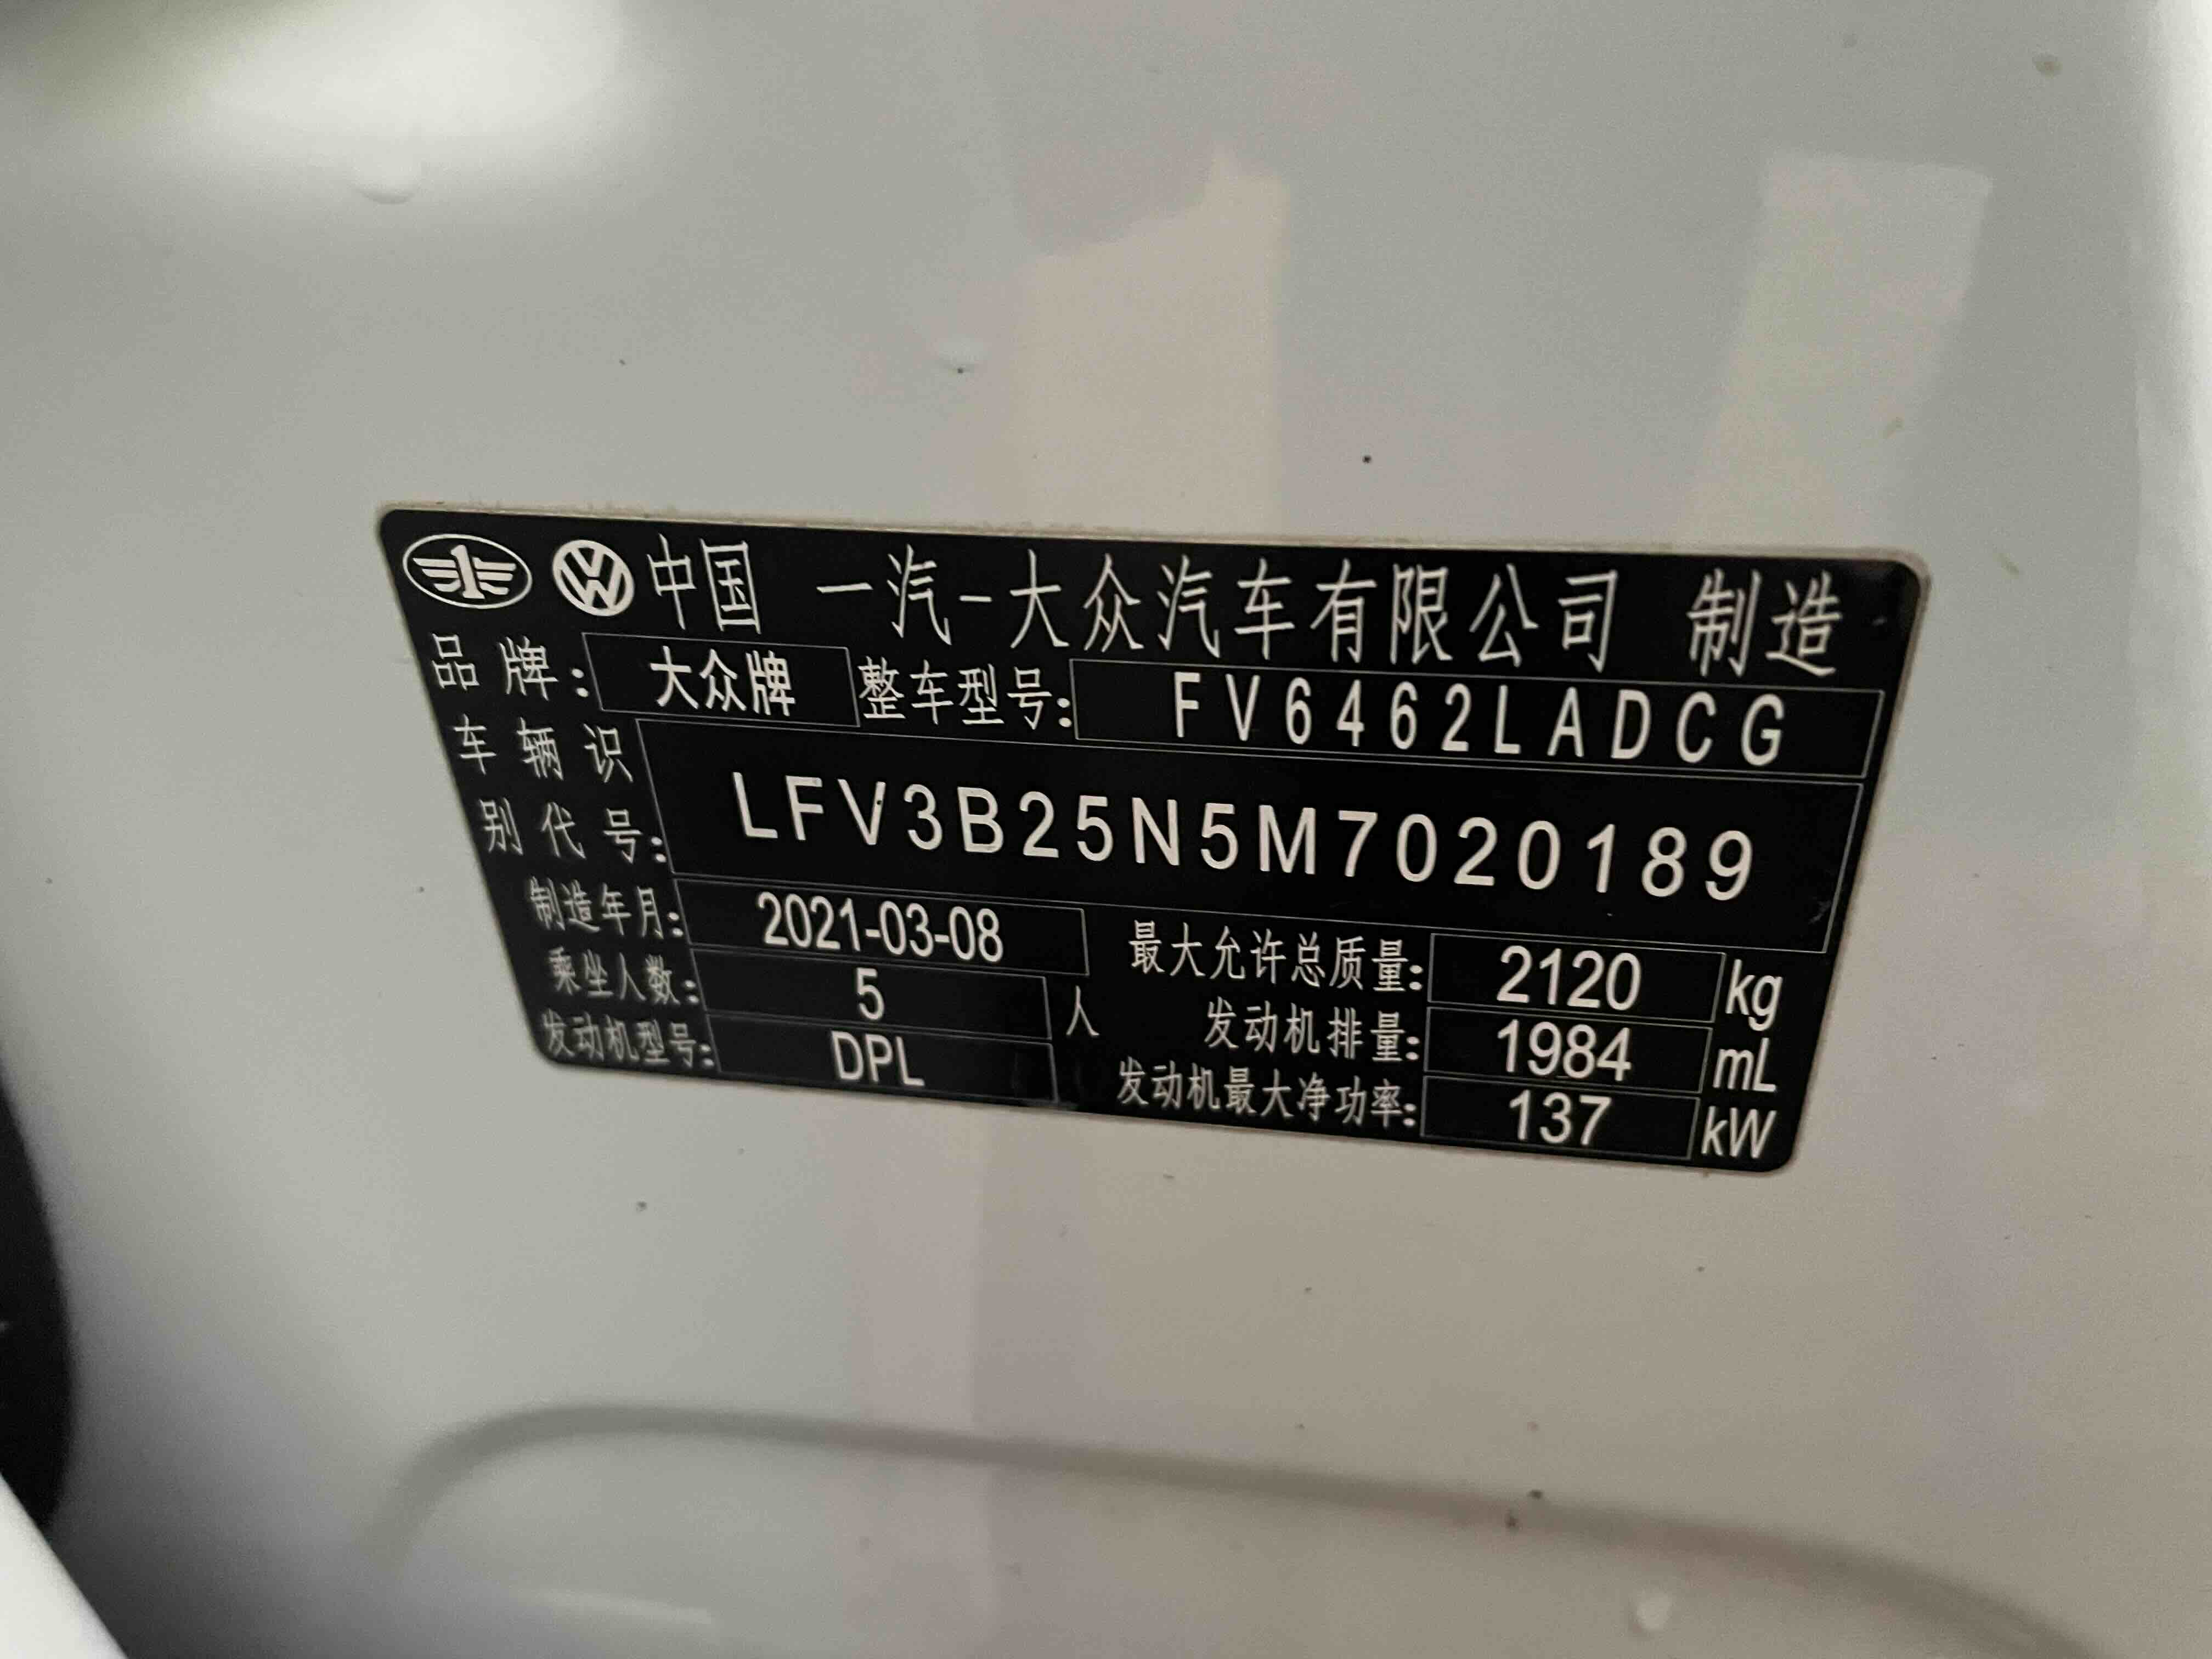 中国 一汽-大众汽车有限公司 制造
品牌: 大众牌 整车型号: FV6462LADCG
车辆识
别代号: LFV3B25N5M7020189
制造年月: 2021-03-08 最大允许总质量: 2120 kg
乘坐人数: 5 人 发动机排量: 1984 mL
发动机型号: DPL 发动机最大净功率: 137 kW